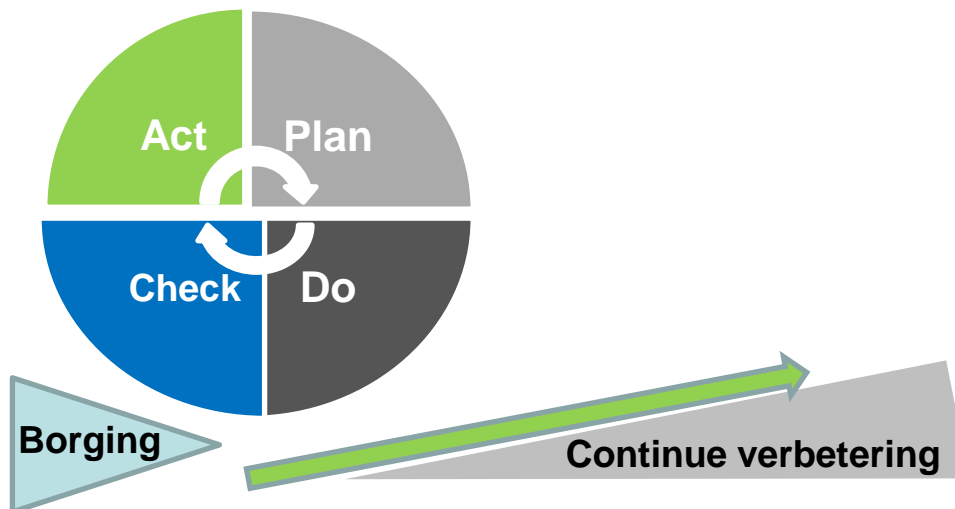 Act
Plan
Check
Do
Borging
Continue verbetering